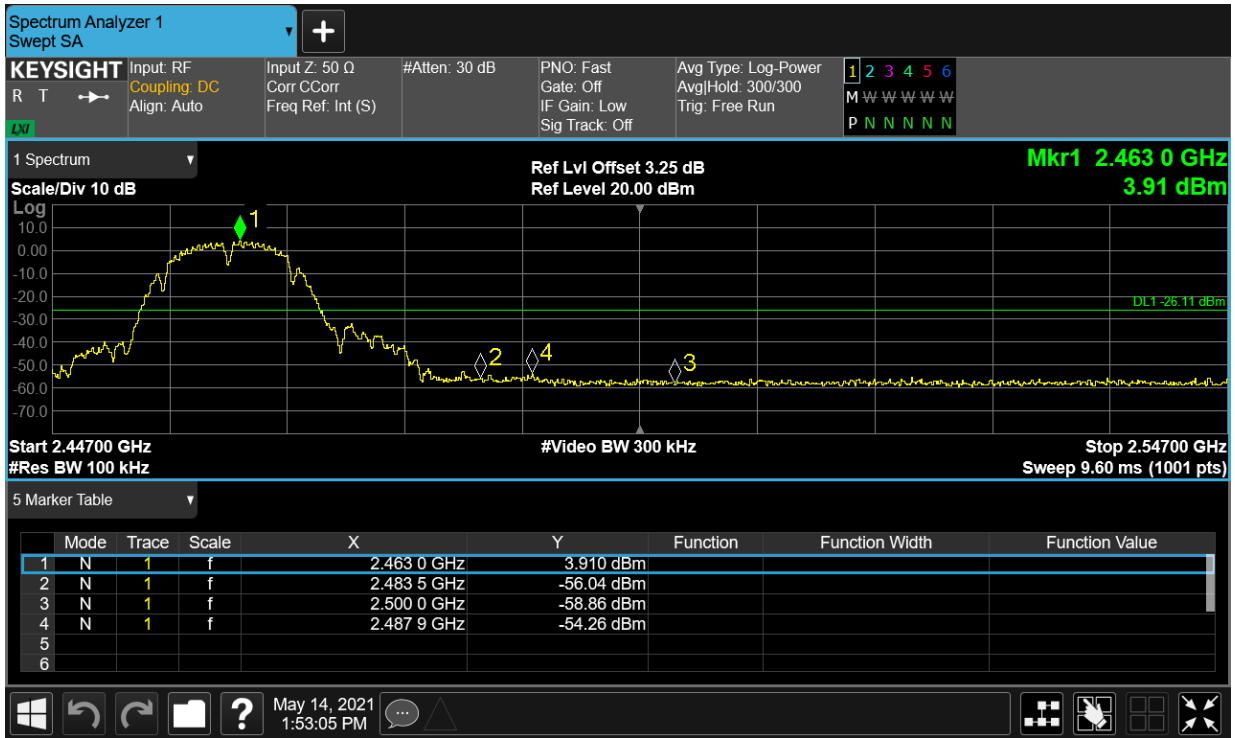 Spectrum Analyzer 1
Swept SA
KEYSIGHT
R T
LXI
Input: RF
Coupling: DC
Align: Auto
Input Z: 50 Ω
Corr CCorr
Freq Ref: Int (S)
#Atten: 30 dB
PNO: Fast
Gate: Off
IF Gain: Low
Sig Track: Off
Avg Type: Log-Power
Avg|Hold: 300/300
Trig: Free Run
1 2 3 4 5 6
M W W W W W
P N N N N N
1 Spectrum
Scale/Div 10 dB
Ref Lvl Offset 3.25 dB
Ref Level 20.00 dBm
Mkr1 2.463 0 GHz
3.91 dBm
Log
10.0
0.00
-10.0
-20.0
-30.0
-40.0
-50.0
-60.0
-70.0
1
2
4
3
DL1 -26.11 dBm
Start 2.44700 GHz
#Video BW 300 kHz
Stop 2.54700 GHz
#Res BW 100 kHz
Sweep 9.60 ms (1001 pts)
5 Marker Table
Mode Trace Scale X Y Function Function Width Function Value
1 N 1 f 2.463 0 GHz 3.910 dBm
2 N 1 f 2.483 5 GHz -56.04 dBm
3 N 1 f 2.500 0 GHz -58.86 dBm
4 N 1 f 2.487 9 GHz -54.26 dBm
5
6
?
May 14, 2021
1:53:05 PM